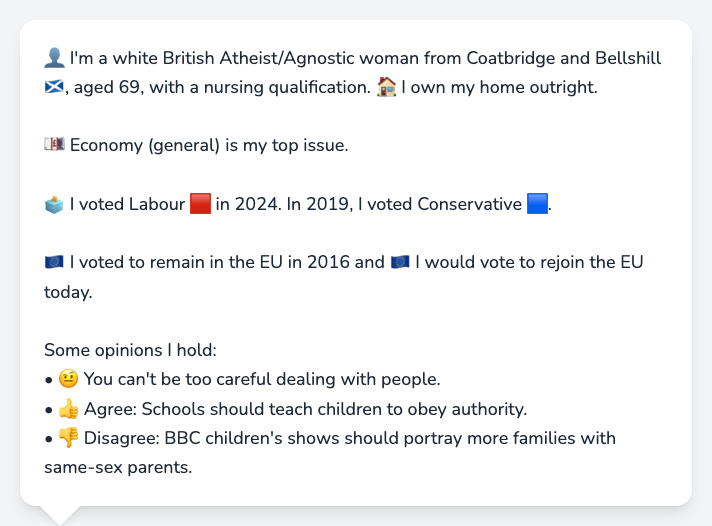 👤 I'm a white British Atheist/Agnostic woman from Coatbridge and Bellshill
🏴󠁧󠁢󠁳󠁣󠁴󠁿, aged 69, with a nursing qualification. 🏠 I own my home outright.
💷 Economy (general) is my top issue.
🗳️ I voted Labour 🟥 in 2024. In 2019, I voted Conservative 🟦.
🇪🇺 I voted to remain in the EU in 2016 and 🇪🇺 I would vote to rejoin the EU
today.
Some opinions I hold:
• 🤨 You can't be too careful dealing with people.
• 👍 Agree: Schools should teach children to obey authority.
• 👎 Disagree: BBC children's shows should portray more families with
same-sex parents.